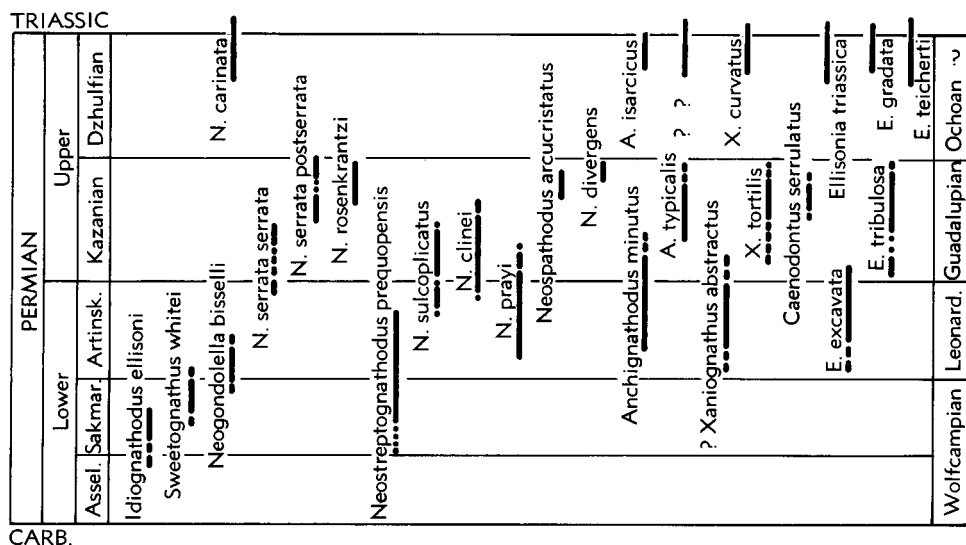 TRIASSIC
PERMIAN
Upper
Lower
Dzhulfian
Kazanian
Artinsk.
Sakmar.
Assel.
Idiognathodus ellisoni
Sweetognathus whitei
Neogondolella bisselli
N. carinata
N. serrata serrata
N. serrata postserrata
N. rosenkrantzi
Neostreptognathodus prequopensis
N. sulcoplicatus
N. clinei
N. prayi
Neospathodus arcucristatus
N. divergens
Anchignathodus minutus
A. isarcicus
A. typicalis ? ?
? Xaniognathus abstractus
X. curvatus
X. tortilis
Caenodontus serrulatus
Ellisonia triassica
E. excavata
E. tribulosa
E. gradata
E. teicherti
Ochoan ?
Guadalupian
Leonard.
Wolfcampian
CARB.